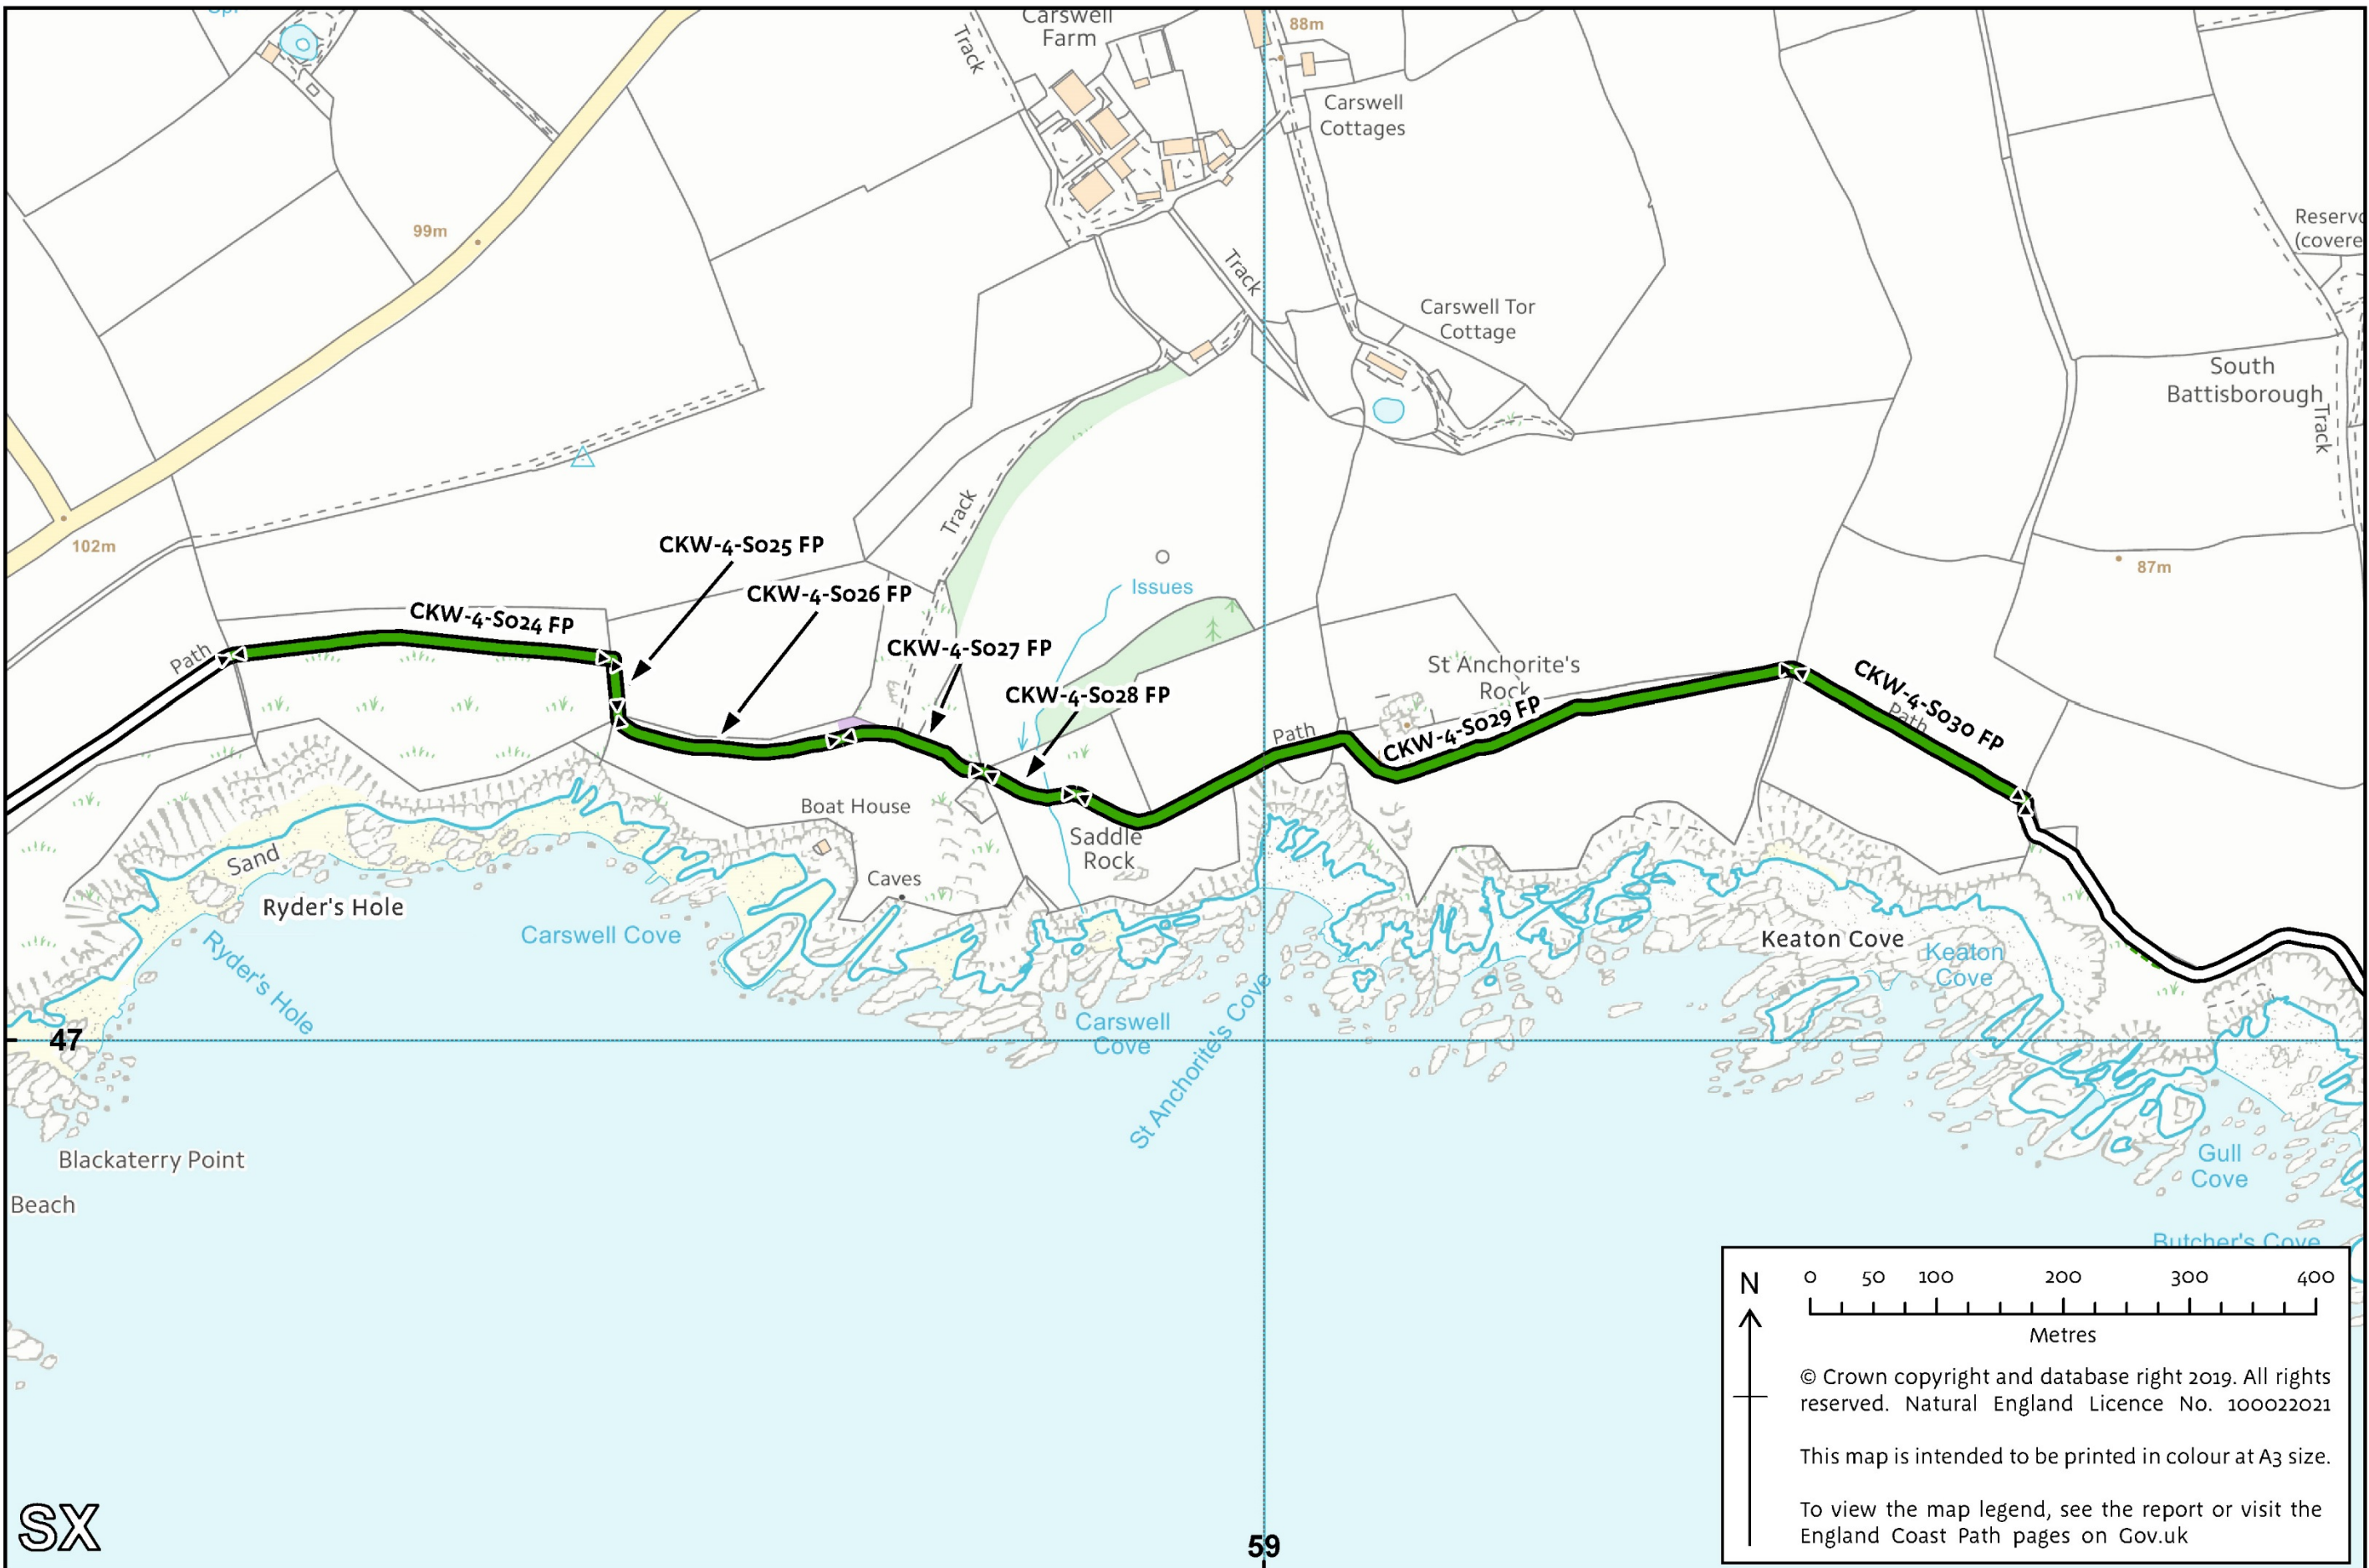 Carswell
Farm
88m
Track
Carswell
Cottages
99m
Reservo
(covere
Track
Carswell Tor
Cottage
South
Battisborough
Track
Track
102m
CKW-4-S025 FP
Issues
87m
CKW-4-S026 FP
CKW-4-S024 FP
CKW-4-S027 FP
Path
St Anchorite's
Rock
CKW-4-S028 FP
CKW-4-S030 FP
Path
CKW-4-S029 FP
Path
Boat House
Saddle
Rock
Sand
Caves
Ryder's Hole
Carswell Cove
Keaton Cove
Keaton
Cove
Ryder's Hole
Carswell
Cove
St Anchorite's Cove
47
Blackaterry Point
Gull
Cove
Beach
Butcher's Cove
N
0 50 100 200 300 400
Metres
© Crown copyright and database right 2019. All rights
reserved. Natural England Licence No. 100022021
This map is intended to be printed in colour at A3 size.
To view the map legend, see the report or visit the
England Coast Path pages on Gov.uk
SX
59